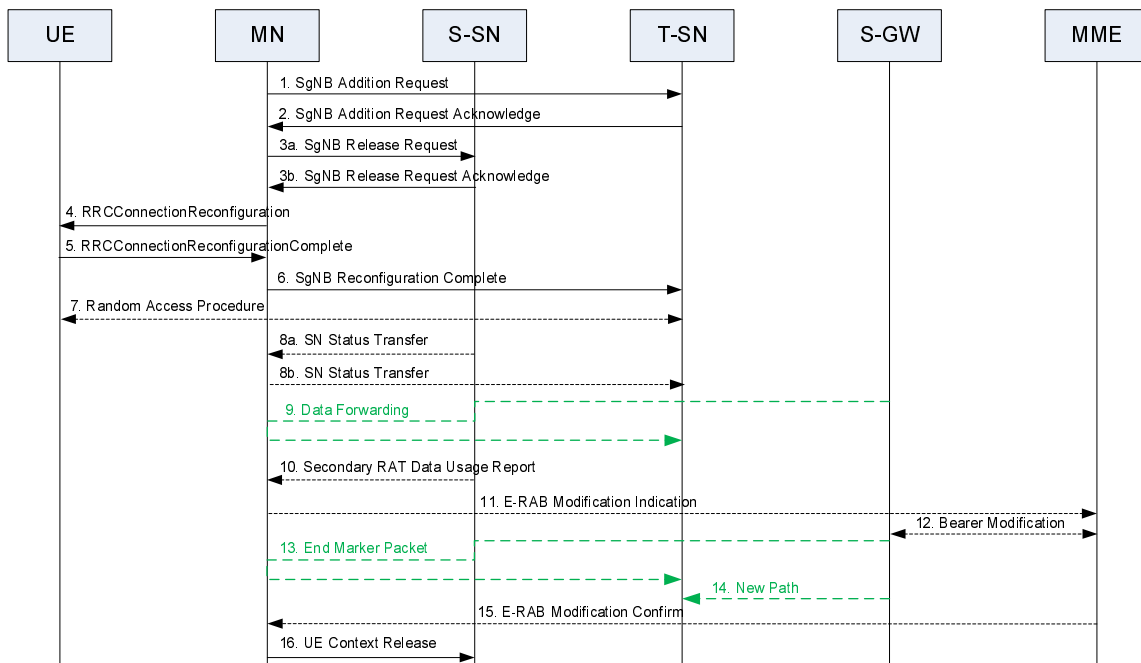 UE MN S-SN T-SN S-GW MME
1. SgNB Addition Request
2. SgNB Addition Request Acknowledge
3a. SgNB Release Request
3b. SgNB Release Request Acknowledge
4. RRCConnectionReconfiguration
5. RRCConnectionReconfigurationComplete
6. SgNB Reconfiguration Complete
7. Random Access Procedure
8a. SN Status Transfer
8b. SN Status Transfer
9. Data Forwarding
10. Secondary RAT Data Usage Report
11. E-RAB Modification Indication
12. Bearer Modification
13. End Marker Packet
14. New Path
15. E-RAB Modification Confirm
16. UE Context Release